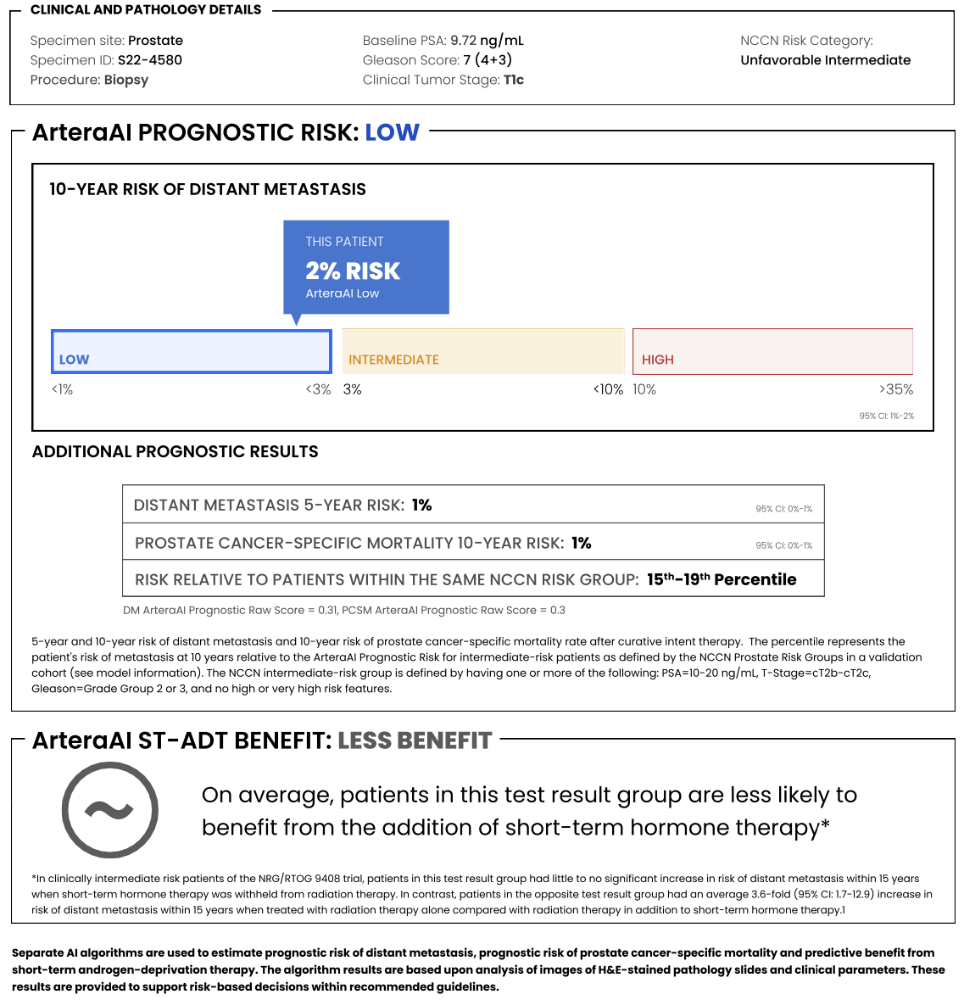 CLINICAL AND PATHOLOGY DETAILS
Specimen site: Prostate
Specimen ID: S22-4580
Procedure: Biopsy
Baseline PSA: 9.72 ng/mL
Gleason Score: 7 (4+3)
Clinical Tumor Stage: T1c
NCCN Risk Category:
Unfavorable Intermediate
ArteraAI PROGNOSTIC RISK: LOW
10-YEAR RISK OF DISTANT METASTASIS
THIS PATIENT
2% RISK
ArteraAI Low
LOW
INTERMEDIATE
HIGH
<1%
<3%
3%
<10%
10%
>35%
95% CI: 1%-2%
ADDITIONAL PROGNOSTIC RESULTS
DISTANT METASTASIS 5-YEAR RISK: 1%
95% CI: 0%-1%
PROSTATE CANCER-SPECIFIC MORTALITY 10-YEAR RISK: 1%
95% CI: 0%-1%
RISK RELATIVE TO PATIENTS WITHIN THE SAME NCCN RISK GROUP: 15th-19th Percentile
DM ArteraAI Prognostic Raw Score = 0.31, PCSM ArteraAI Prognostic Raw Score = 0.3
5-year and 10-year risk of distant metastasis and 10-year risk of prostate cancer-specific mortality rate after curative intent therapy. The percentile represents the
patient's risk of metastasis at 10 years relative to the ArteraAI Prognostic Risk for intermediate-risk patients as defined by the NCCN Prostate Risk Groups in a validation
cohort (see model information). The NCCN intermediate-risk group is defined by having one or more of the following: PSA=10-20 ng/mL, T-Stage=cT2b-cT2c,
Gleason=Grade Group 2 or 3, and no high or very high risk features.
ArteraAI ST-ADT BENEFIT: LESS BENEFIT
~
On average, patients in this test result group are less likely to
benefit from the addition of short-term hormone therapy*
*In clinically intermediate risk patients of the NRG/RTOG 9408 trial, patients in this test result group had little to no significant increase in risk of distant metastasis within 15 years
when short-term hormone therapy was withheld from radiation therapy. In contrast, patients in the opposite test result group had an average 3.6-fold (95% CI: 1.7-12.9) increase in
risk of distant metastasis within 15 years when treated with radiation therapy alone compared with radiation therapy in addition to short-term hormone therapy.1
Separate AI algorithms are used to estimate prognostic risk of distant metastasis, prognostic risk of prostate cancer-specific mortality and predictive benefit from
short-term androgen-deprivation therapy. The algorithm results are based upon analysis of images of H&E-stained pathology slides and clinical parameters. These
results are provided to support risk-based decisions within recommended guidelines.